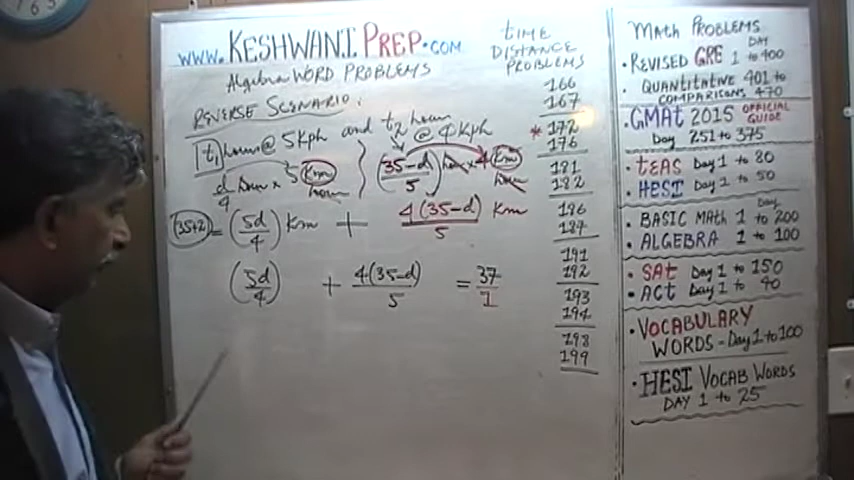 www.KESHWANI PREP.COM
Algebra WORD PROBLEMS
REVERSE SCENARIO:
t1 hours @ 5Kph and t2 hours @ 4Kph
d/4 hours × 5 Km/hour } (35-d/5) hours × 4 Km/hour
(35+2) = (5d/4) Km + 4(35-d)/5 Km
(5d/4) + 4(35-d)/5 = 37/1
TIME
DISTANCE
PROBLEMS
166
167
*172
176
181
182
186
187
191
192
193
194
198
199
MATH PROBLEMS
DAY
• REVISED GRE 1 to 400
• QUANTITATIVE 401 to
COMPARISONS 470
• GMAT 2015 OFFICIAL
GUIDE
Day 251 to 375
• TEAS Day 1 to 80
• HESI Day 1 to 50
Day
• BASIC MATH 1 to 200
• ALGEBRA 1 to 100
• SAT Day 1 to 150
• ACT Day 1 to 40
• VOCABULARY
WORDS - Day 1 to 100
• HESI VOCAB WORDS
DAY 1 to 25